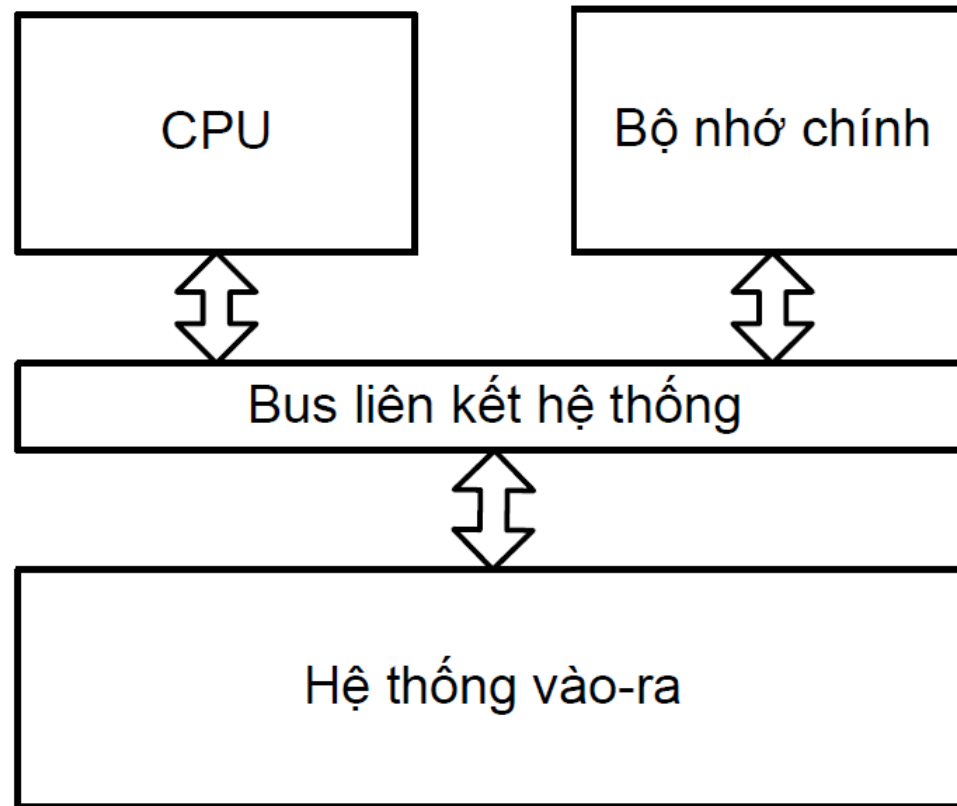 CPU
Bộ nhớ chính
Bus liên kết hệ thống
Hệ thống vào-ra